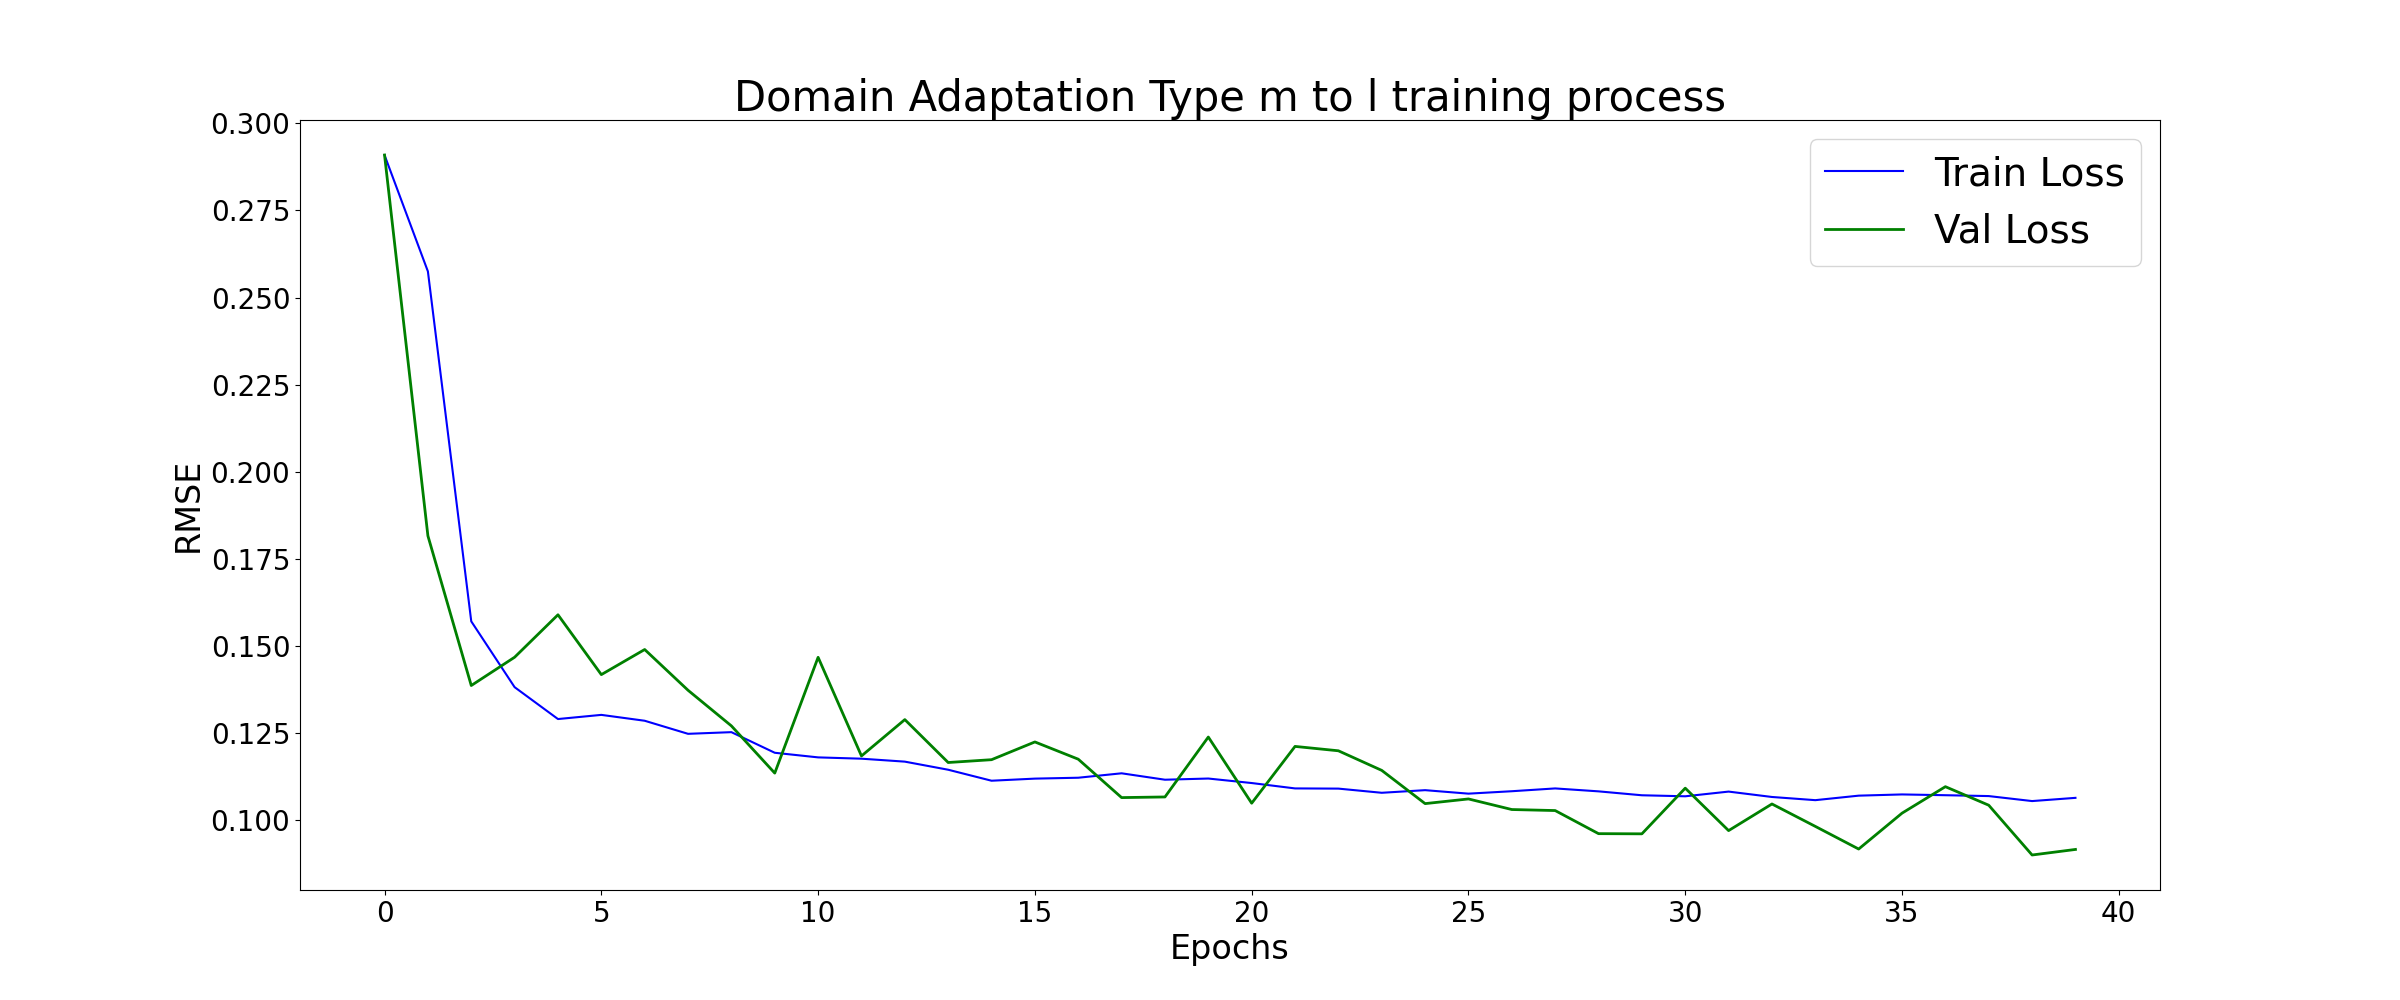 Domain Adaptation Type m to l training process
0.300
0.275
0.250
0.225
0.200
0.175
0.150
0.125
0.100
RMSE
Train Loss
Val Loss
0 5 10 15 20 25 30 35 40
Epochs